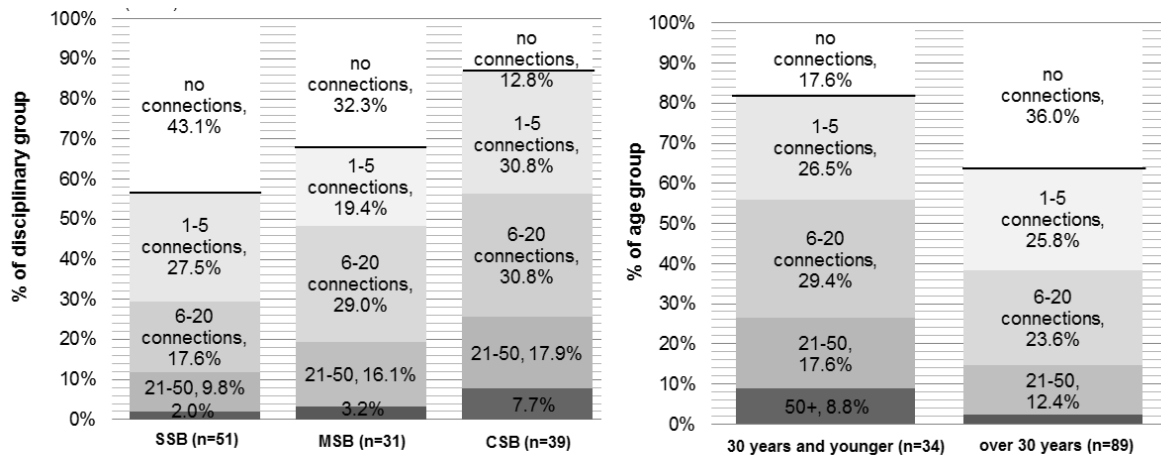 % of disciplinary group
100%
90%
80%
70%
60%
50%
40%
30%
20%
10%
0%
no
connections,
43.1%
1-5
connections,
27.5%
6-20
connections,
17.6%
21-50, 9.8%
2.0%
SSB (n=51)
no
connections,
32.3%
1-5
connections,
19.4%
6-20
connections,
29.0%
21-50, 16.1%
3.2%
MSB (n=31)
no
connections,
12.8%
1-5
connections,
30.8%
6-20
connections,
30.8%
21-50, 17.9%
7.7%
CSB (n=39)
% of age group
100%
90%
80%
70%
60%
50%
40%
30%
20%
10%
0%
no
connections,
17.6%
1-5
connections,
26.5%
6-20
connections,
29.4%
21-50,
17.6%
50+, 8.8%
30 years and younger (n=34)
no
connections,
36.0%
1-5
connections,
25.8%
6-20
connections,
23.6%
21-50,
12.4%
over 30 years (n=89)